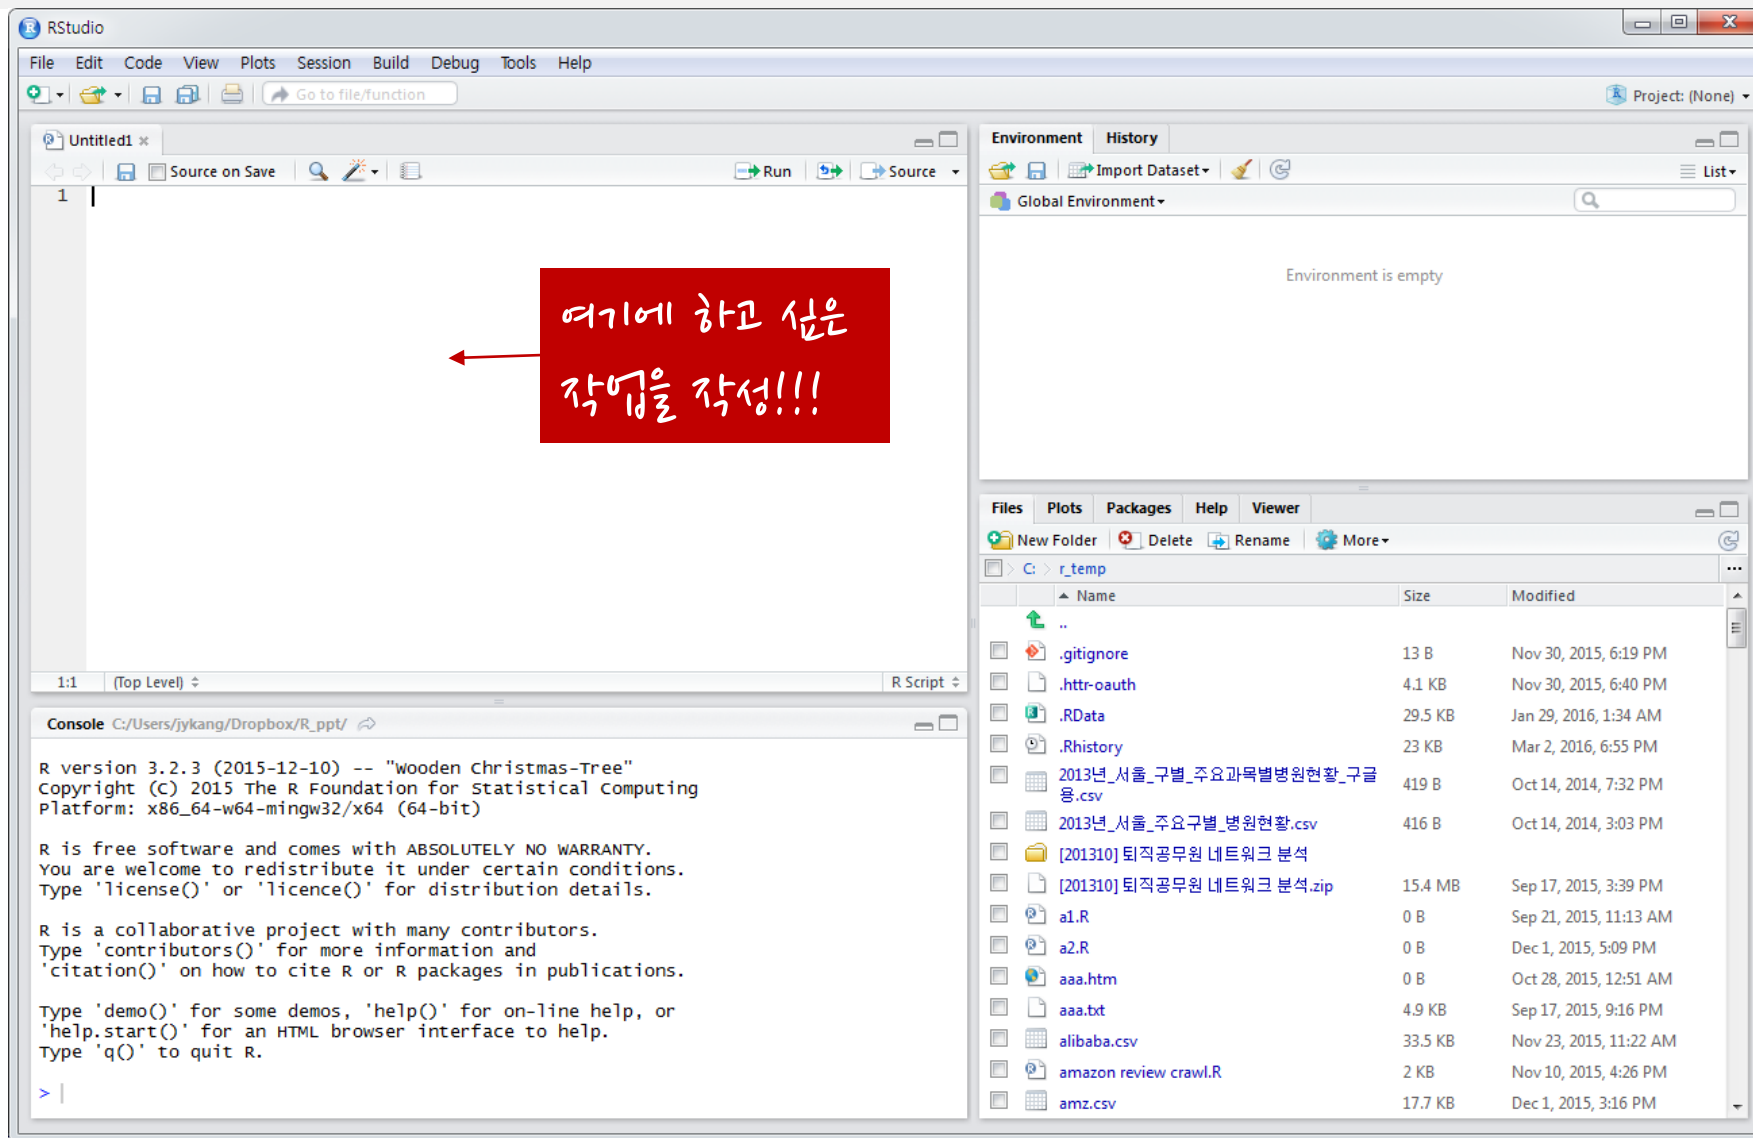 RStudio
File Edit Code View Plots Session Build Debug Tools Help
Go to file/function
Project: (None)
Untitled1
Source on Save
Run
Source
1
여기에 하고 싶은
작업을 작성!!!
1:1 (Top Level) R Script
Console C:/Users/jykang/Dropbox/R_ppt/
R version 3.2.3 (2015-12-10) -- "Wooden Christmas-Tree"
Copyright (C) 2015 The R Foundation for Statistical Computing
Platform: x86_64-w64-mingw32/x64 (64-bit)
R is free software and comes with ABSOLUTELY NO WARRANTY.
You are welcome to redistribute it under certain conditions.
Type 'license()' or 'licence()' for distribution details.
R is a collaborative project with many contributors.
Type 'contributors()' for more information and
'citation()' on how to cite R or R packages in publications.
Type 'demo()' for some demos, 'help()' for on-line help, or
'help.start()' for an HTML browser interface to help.
Type 'q()' to quit R.
>
Environment History
Import Dataset
List
Global Environment
Environment is empty
Files Plots Packages Help Viewer
New Folder Delete Rename More
C: r_temp
...
Name Size Modified
..
.gitignore 13 B Nov 30, 2015, 6:19 PM
.httr-oauth 4.1 KB Nov 30, 2015, 6:40 PM
.RData 29.5 KB Jan 29, 2016, 1:34 AM
.Rhistory 23 KB Mar 2, 2016, 6:55 PM
2013년_서울_구별_주요과목별병원현황_구글
용.csv 419 B Oct 14, 2014, 7:32 PM
2013년_서울_주요구별_병원현황.csv 416 B Oct 14, 2014, 3:03 PM
[201310] 퇴직공무원 네트워크 분석
[201310] 퇴직공무원 네트워크 분석.zip 15.4 MB Sep 17, 2015, 3:39 PM
a1.R 0 B Sep 21, 2015, 11:13 AM
a2.R 0 B Dec 1, 2015, 5:09 PM
aaa.htm 0 B Oct 28, 2015, 12:51 AM
aaa.txt 4.9 KB Sep 17, 2015, 9:16 PM
alibaba.csv 33.5 KB Nov 23, 2015, 11:22 AM
amazon review crawl.R 2 KB Nov 10, 2015, 4:26 PM
amz.csv 17.7 KB Dec 1, 2015, 3:16 PM